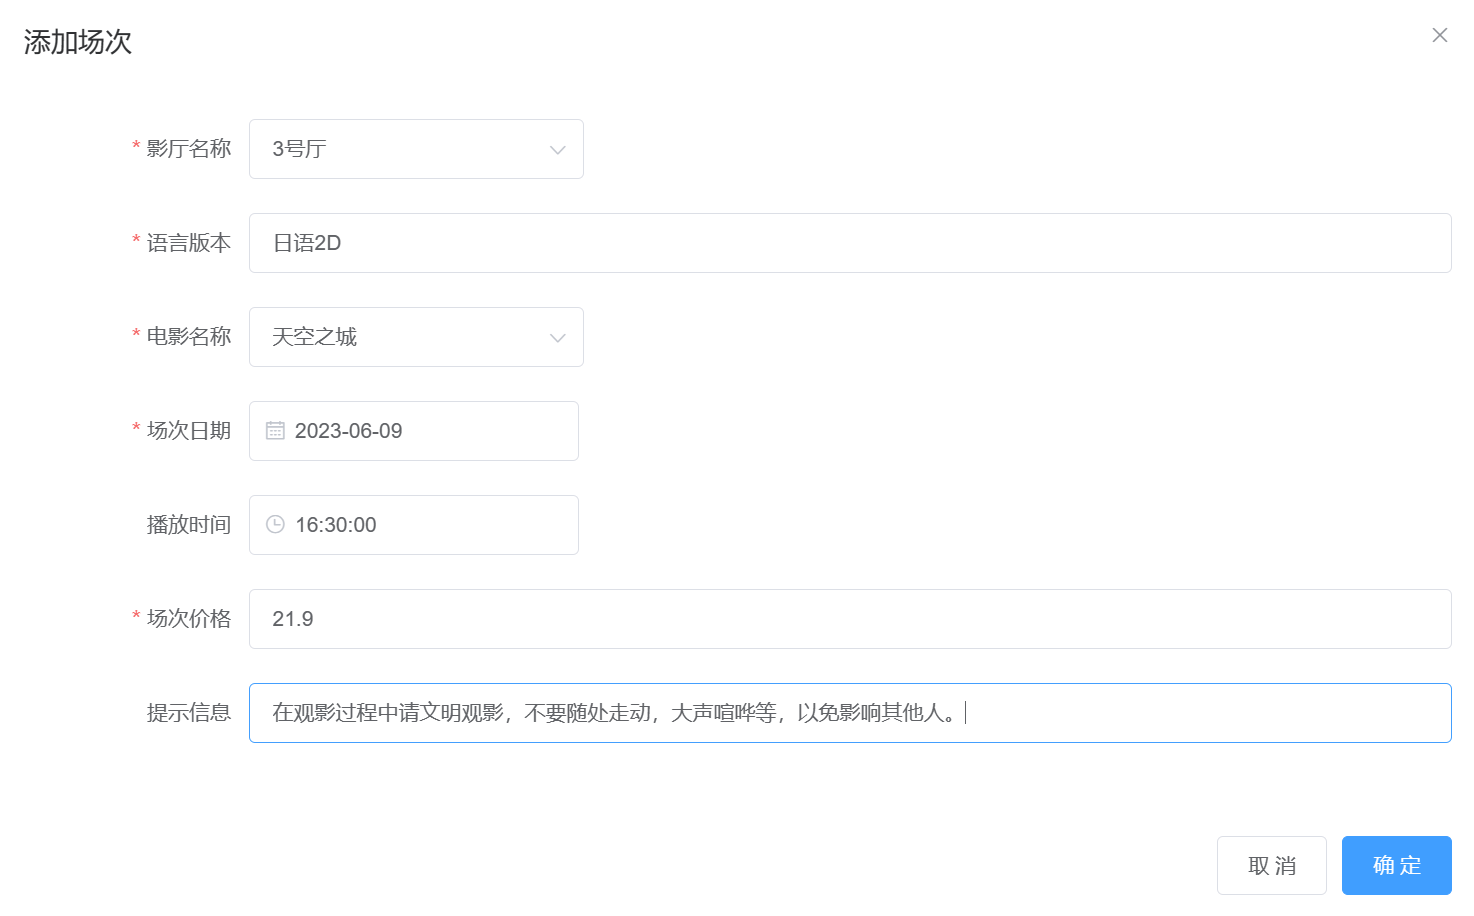 添加场次
* 影厅名称 3号厅
* 语言版本 日语2D
* 电影名称 天空之城
* 场次日期 2023-06-09
播放时间 16:30:00
* 场次价格 21.9
提示信息 在观影过程中请文明观影，不要随处走动，大声喧哗等，以免影响其他人。
取消 确定